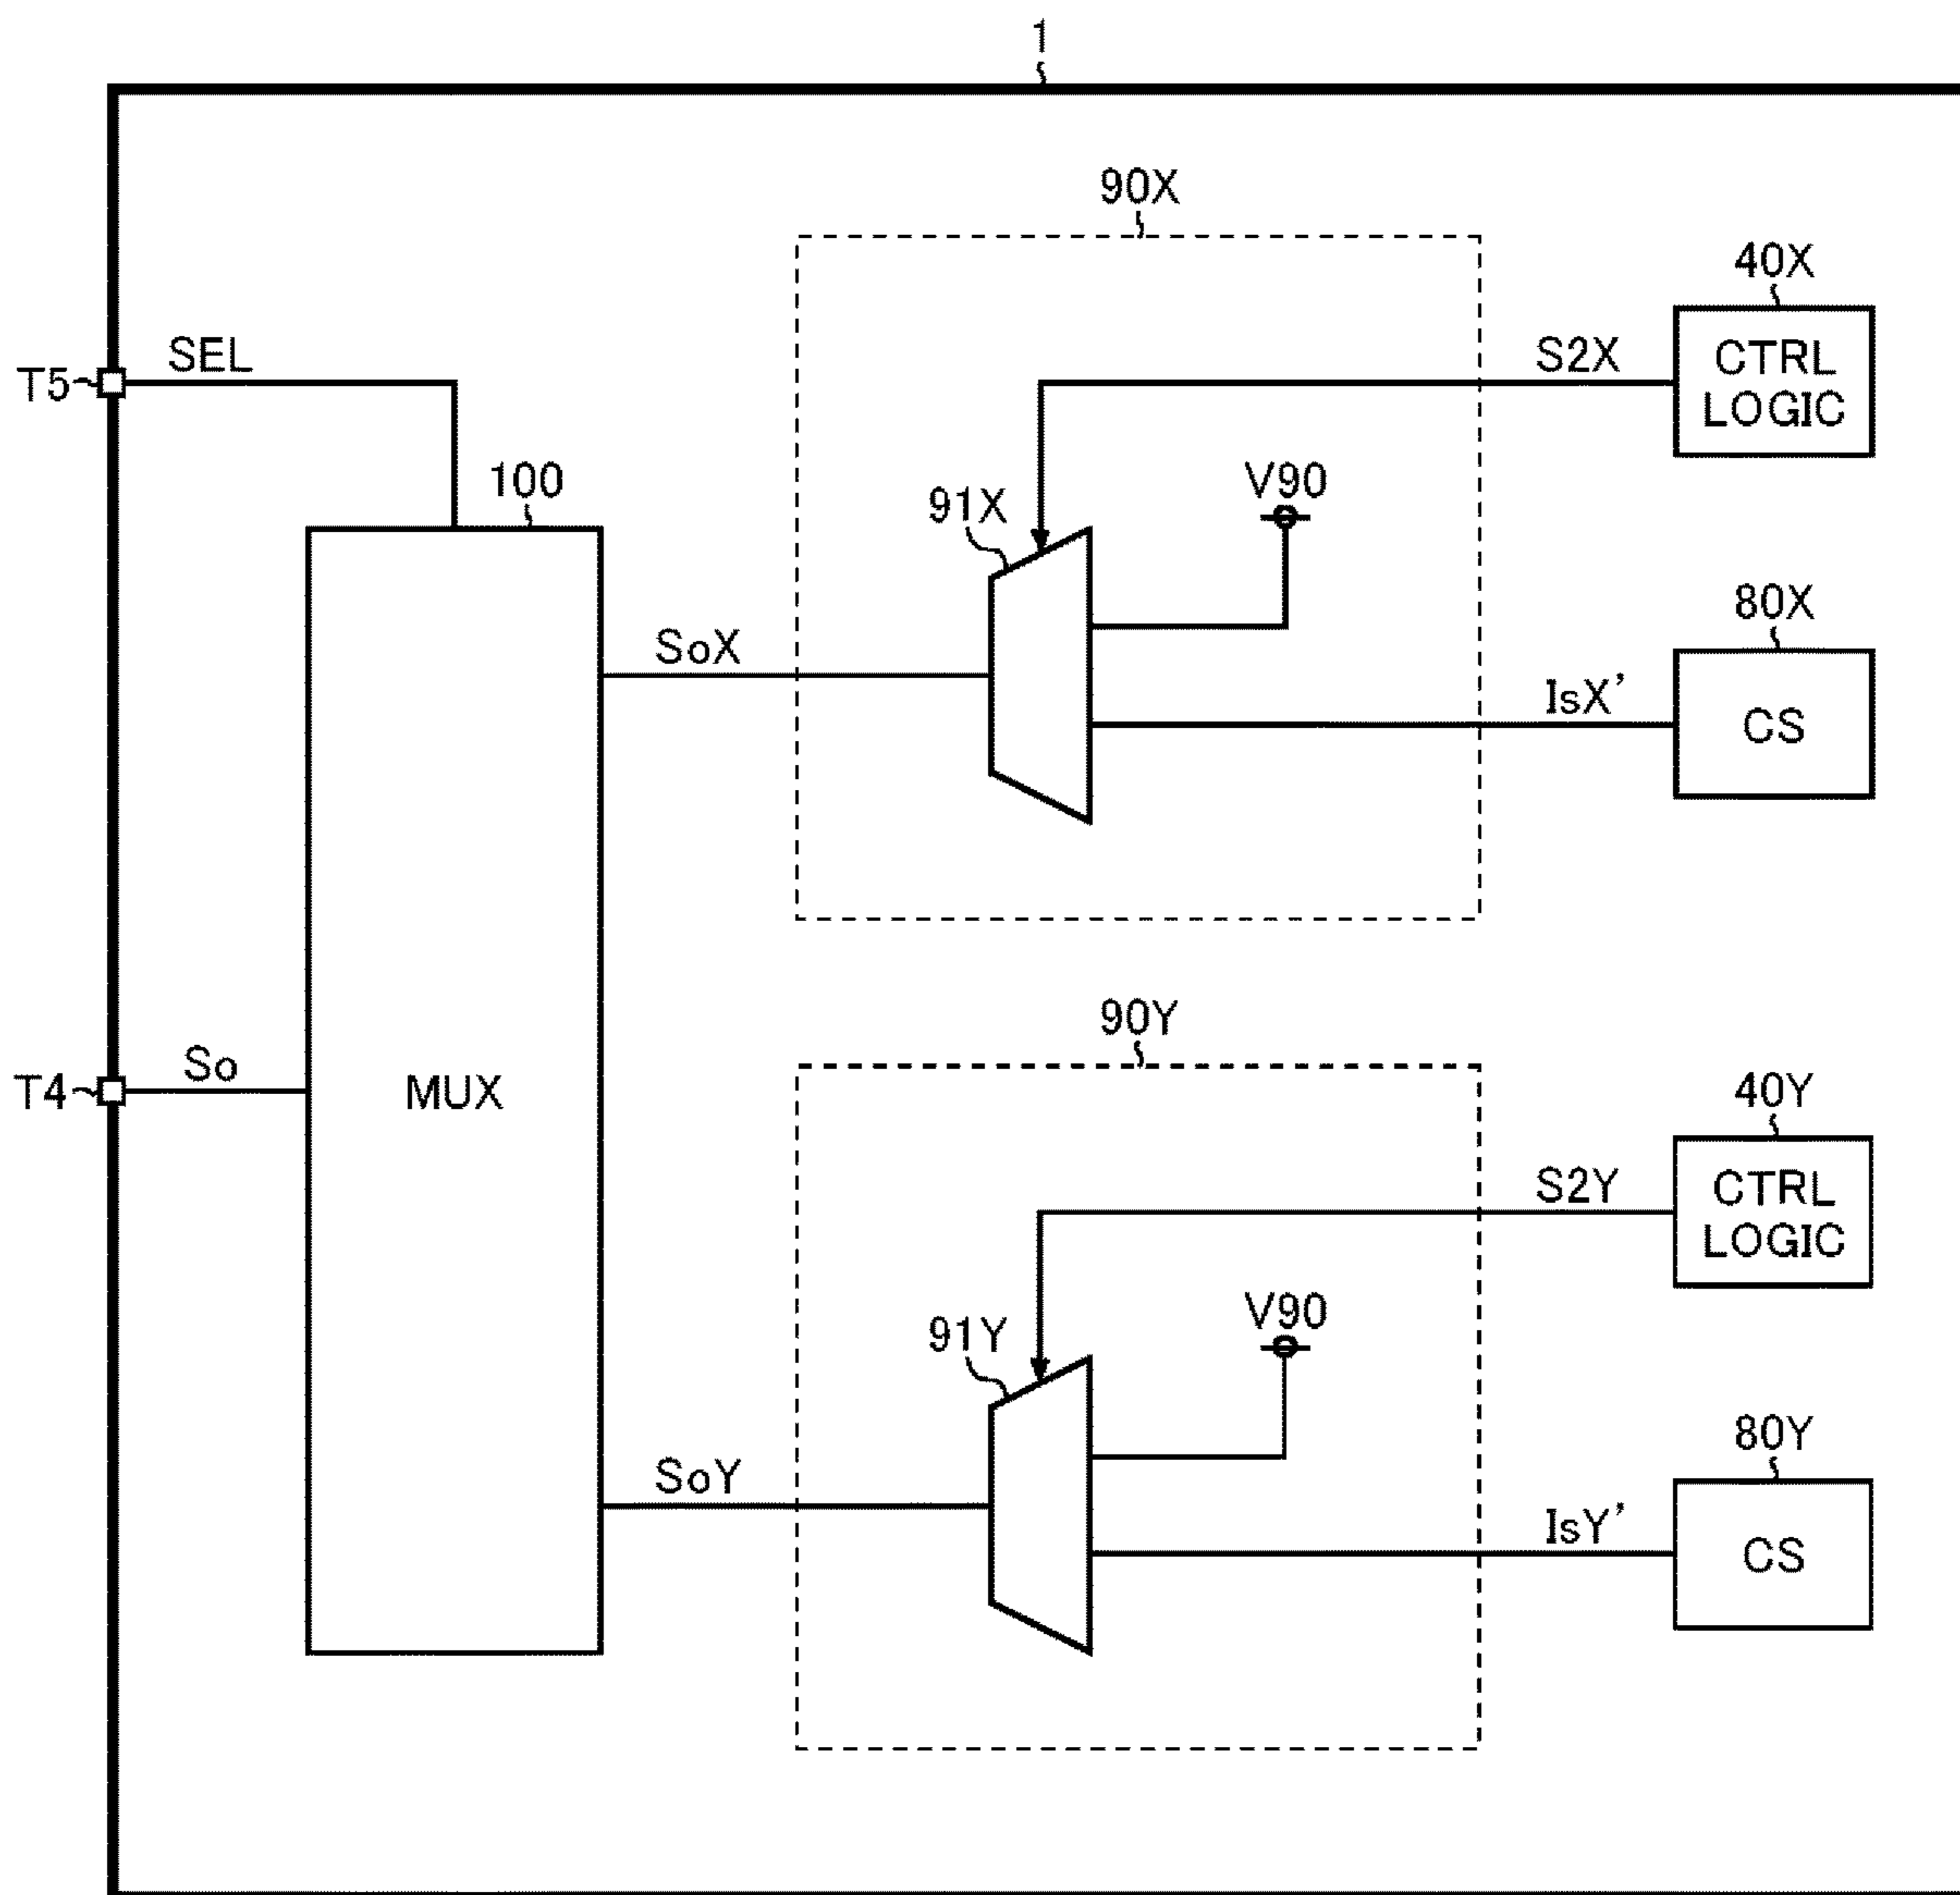 1
90X
40X
SEL
S2X
CTRL
LOGIC
T5
100
91X
V90
80X
SoX
IsX’
CS
90Y
So
40Y
T4
MUX
S2Y
CTRL
LOGIC
91Y
V90
80Y
SoY
IsY’
CS